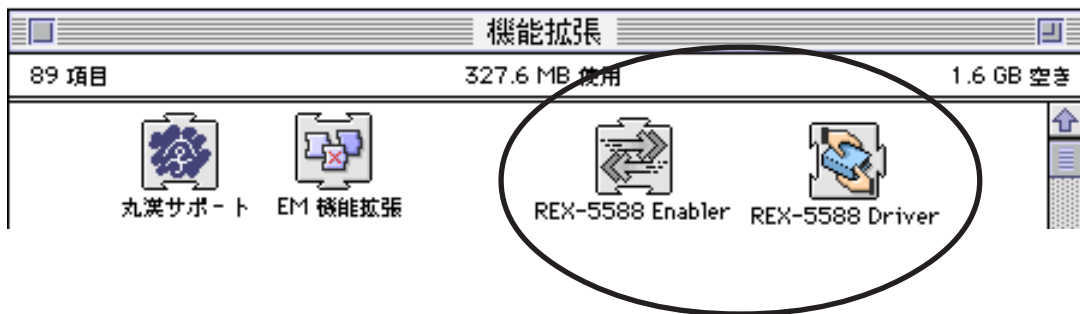 機能拡張
89 項目 327.6 MB 使用 1.6 GB 空き
丸漢サポート EM 機能拡張 REX-5588 Enabler REX-5588 Driver